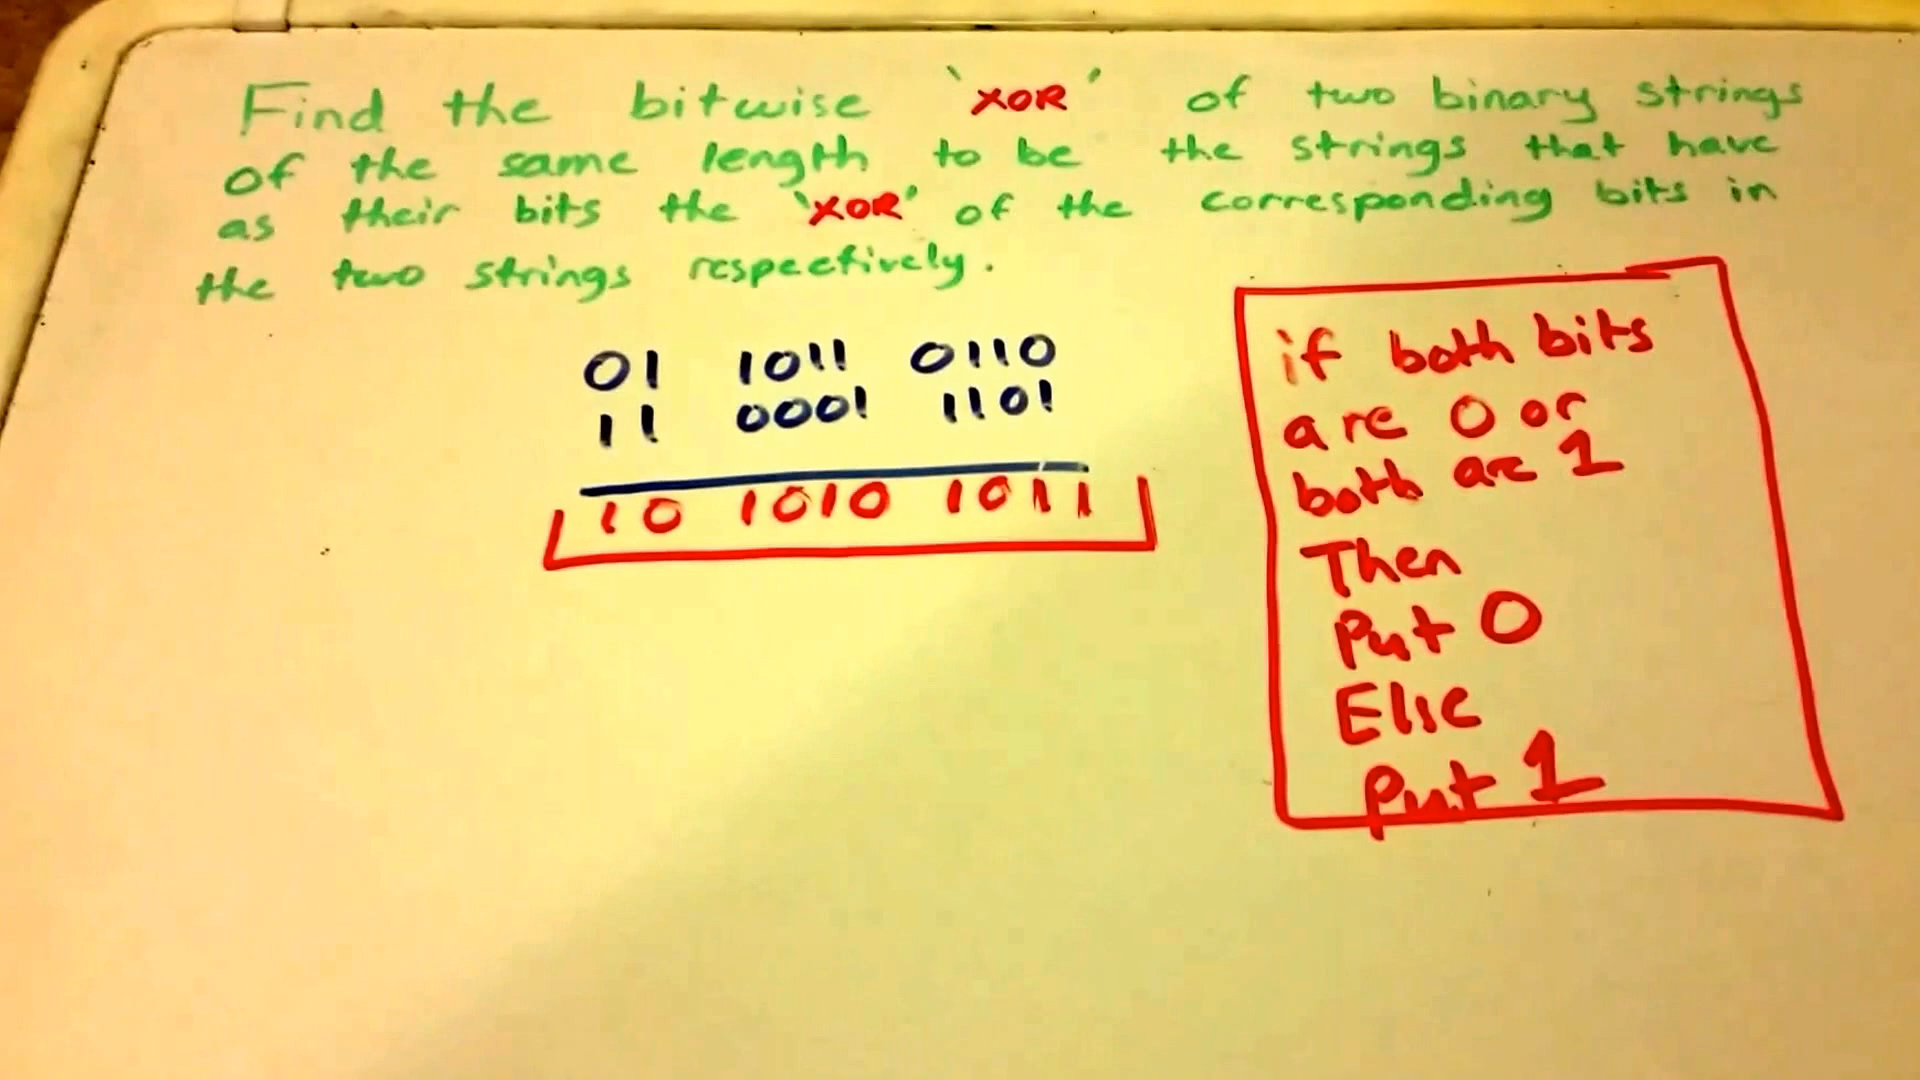 Find the bitwise 'XOR' of two binary strings
of the same length to be the strings that have
as their bits the 'XOR' of the corresponding bits in
the two strings respectively.
01 1011 0110
11 0001 1101
10 1010 1011
if both bits
are 0 or
both are 1
Then
Put 0
Else
Put 1